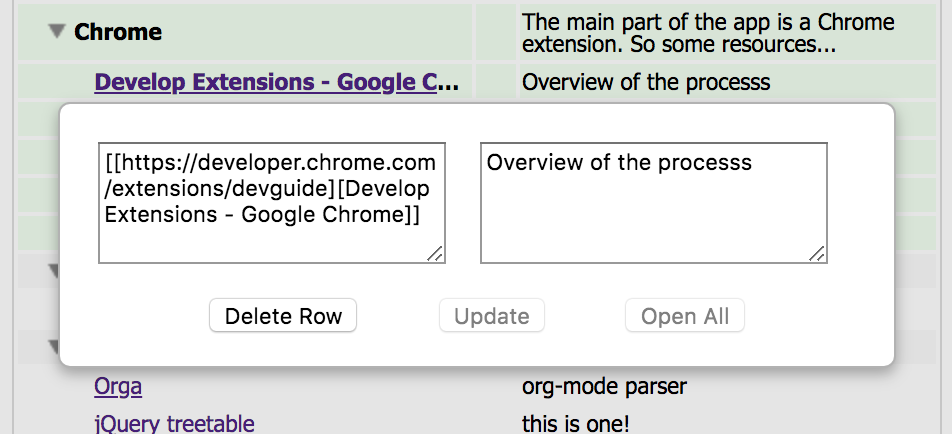 Chrome
The main part of the app is a Chrome
extension. So some resources...
Develop Extensions - Google C...
Overview of the processs
[[https://developer.chrome.com
/extensions/devguide][Develop
Extensions - Google Chrome]]
Overview of the processs
Delete Row
Update
Open All
Orga
org-mode parser
jQuery treetable
this is one!